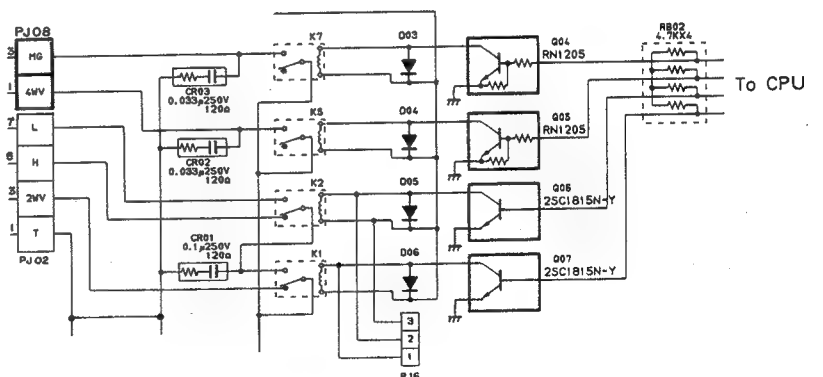 PJ08
3 MG
1 4WV
7 L
6 H
3 2WV
1 T
PJ02
CR03
0.033μ250V
120Ω
CR02
0.033μ250V
120Ω
CR01
0.1μ250V
120Ω
K7
K5
K2
K1
D03
D04
D05
D06
Q04
RN1205
Q05
RN1205
Q06
2SC1815N-Y
Q07
2SC1815N-Y
RB02
4.7KX4
To CPU
3
2
1